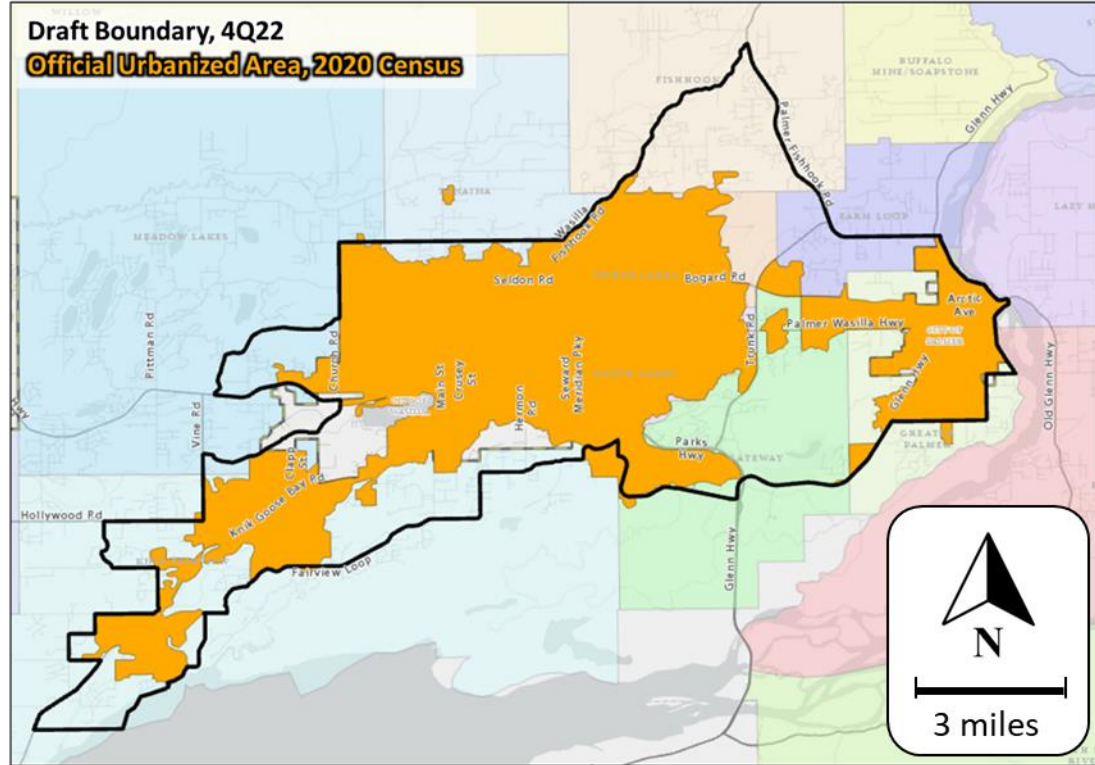 Draft Boundary, 4Q22
Official Urbanized Area, 2020 Census
WILLOW
FISHHOOK
BUFFALO
MINE/SOAPSTONE
Glenn Hwy
Palmer Fishhook Rd
Wasilla
Fishhook Rd
FARM LOOP
MEADOW LAKES
Seldon Rd
Bogard Rd
Arctic
Ave
Palmer Wasilla Hwy
Trunk Rd
Pittman Rd
Church Rd
Main St
Crusey
St
Hermon
Rd
Seward
Meridian Pky
Glenn Hwy
Old Glenn Hwy
Hwy
Vine Rd
Clapp
St
Parks
Hwy
GATEWAY
Knik Goose Bay Rd
Hollywood Rd
Fairview Loop
Glenn Hwy
N
3 miles